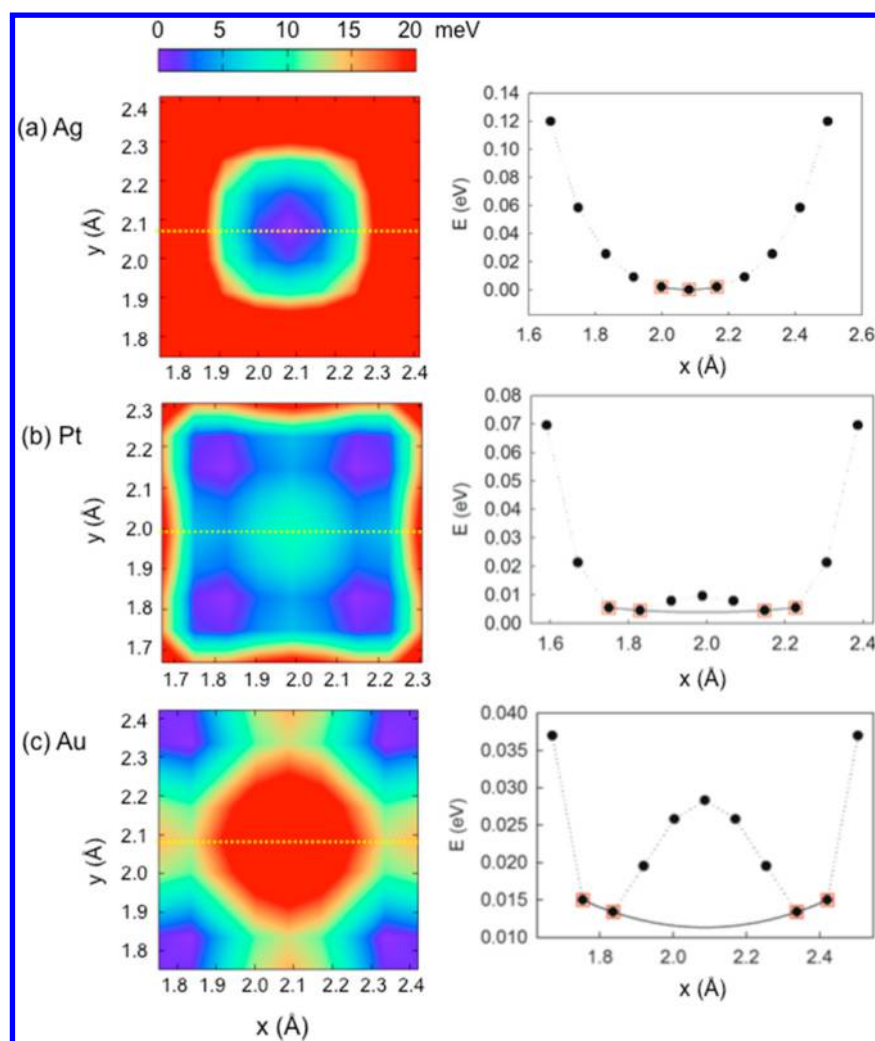 0 5 10 15 20 meV
(a) Ag
y (Å)
2.4
2.3
2.2
2.1
2.0
1.9
1.8
1.8 1.9 2.0 2.1 2.2 2.3 2.4
E (eV)
0.14
0.12
0.10
0.08
0.06
0.04
0.02
0.00
1.6 1.8 2.0 2.2 2.4 2.6
x (Å)
(b) Pt
y (Å)
2.3
2.2
2.1
2.0
1.9
1.8
1.7
1.7 1.8 1.9 2.0 2.1 2.2 2.3
E (eV)
0.08
0.07
0.06
0.05
0.04
0.03
0.02
0.01
0.00
1.6 1.8 2.0 2.2 2.4
x (Å)
(c) Au
y (Å)
2.4
2.3
2.2
2.1
2.0
1.9
1.8
1.8 1.9 2.0 2.1 2.2 2.3 2.4
x (Å)
E (eV)
0.040
0.035
0.030
0.025
0.020
0.015
0.010
1.8 2.0 2.2 2.4
x (Å)